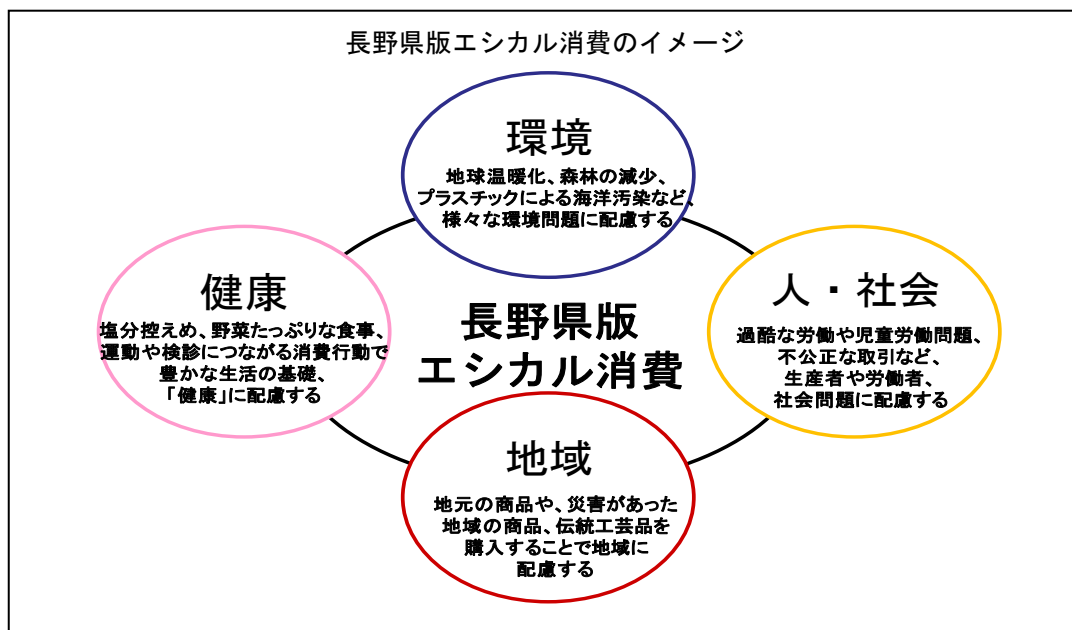 長野県版エシカル消費のイメージ
環境
地球温暖化、森林の減少、
プラスチックによる海洋汚染など、
様々な環境問題に配慮する
健康
塩分控えめ、野菜たっぷりな食事、
運動や検診につながる消費行動で
豊かな生活の基礎、
「健康」に配慮する
長野県版
エシカル消費
人・社会
過酷な労働や児童労働問題、
不公正な取引など、
生産者や労働者、
社会問題に配慮する
地域
地元の商品や、災害があった
地域の商品、伝統工芸品を
購入することで地域に
配慮する